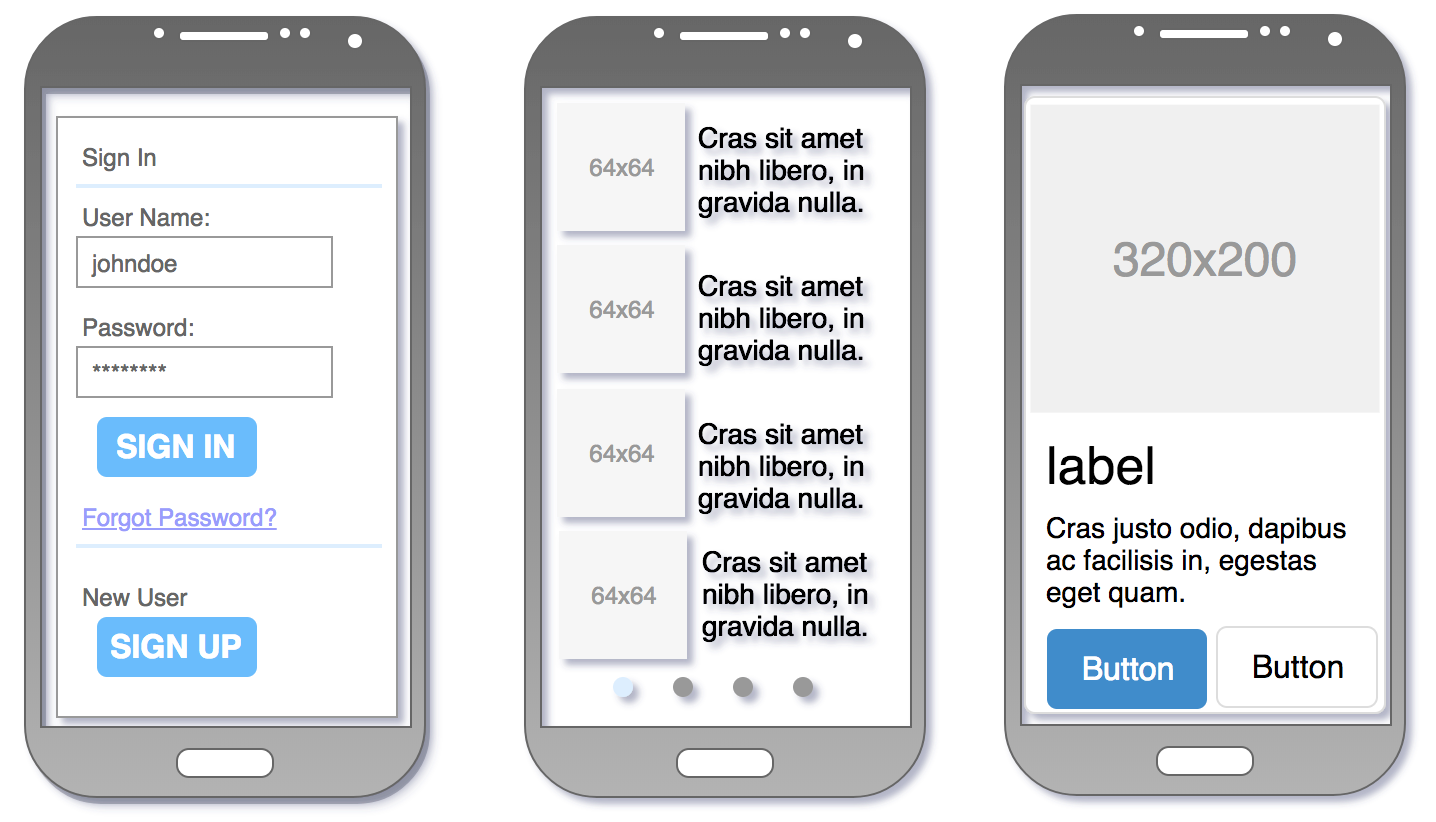 Sign In
User Name:
johndoe
Password:
********
SIGN IN
Forgot Password?
New User
SIGN UP
64x64
Cras sit amet
nibh libero, in
gravida nulla.
64x64
Cras sit amet
nibh libero, in
gravida nulla.
64x64
Cras sit amet
nibh libero, in
gravida nulla.
64x64
Cras sit amet
nibh libero, in
gravida nulla.
320x200
label
Cras justo odio, dapibus
ac facilisis in, egestas
eget quam.
Button
Button